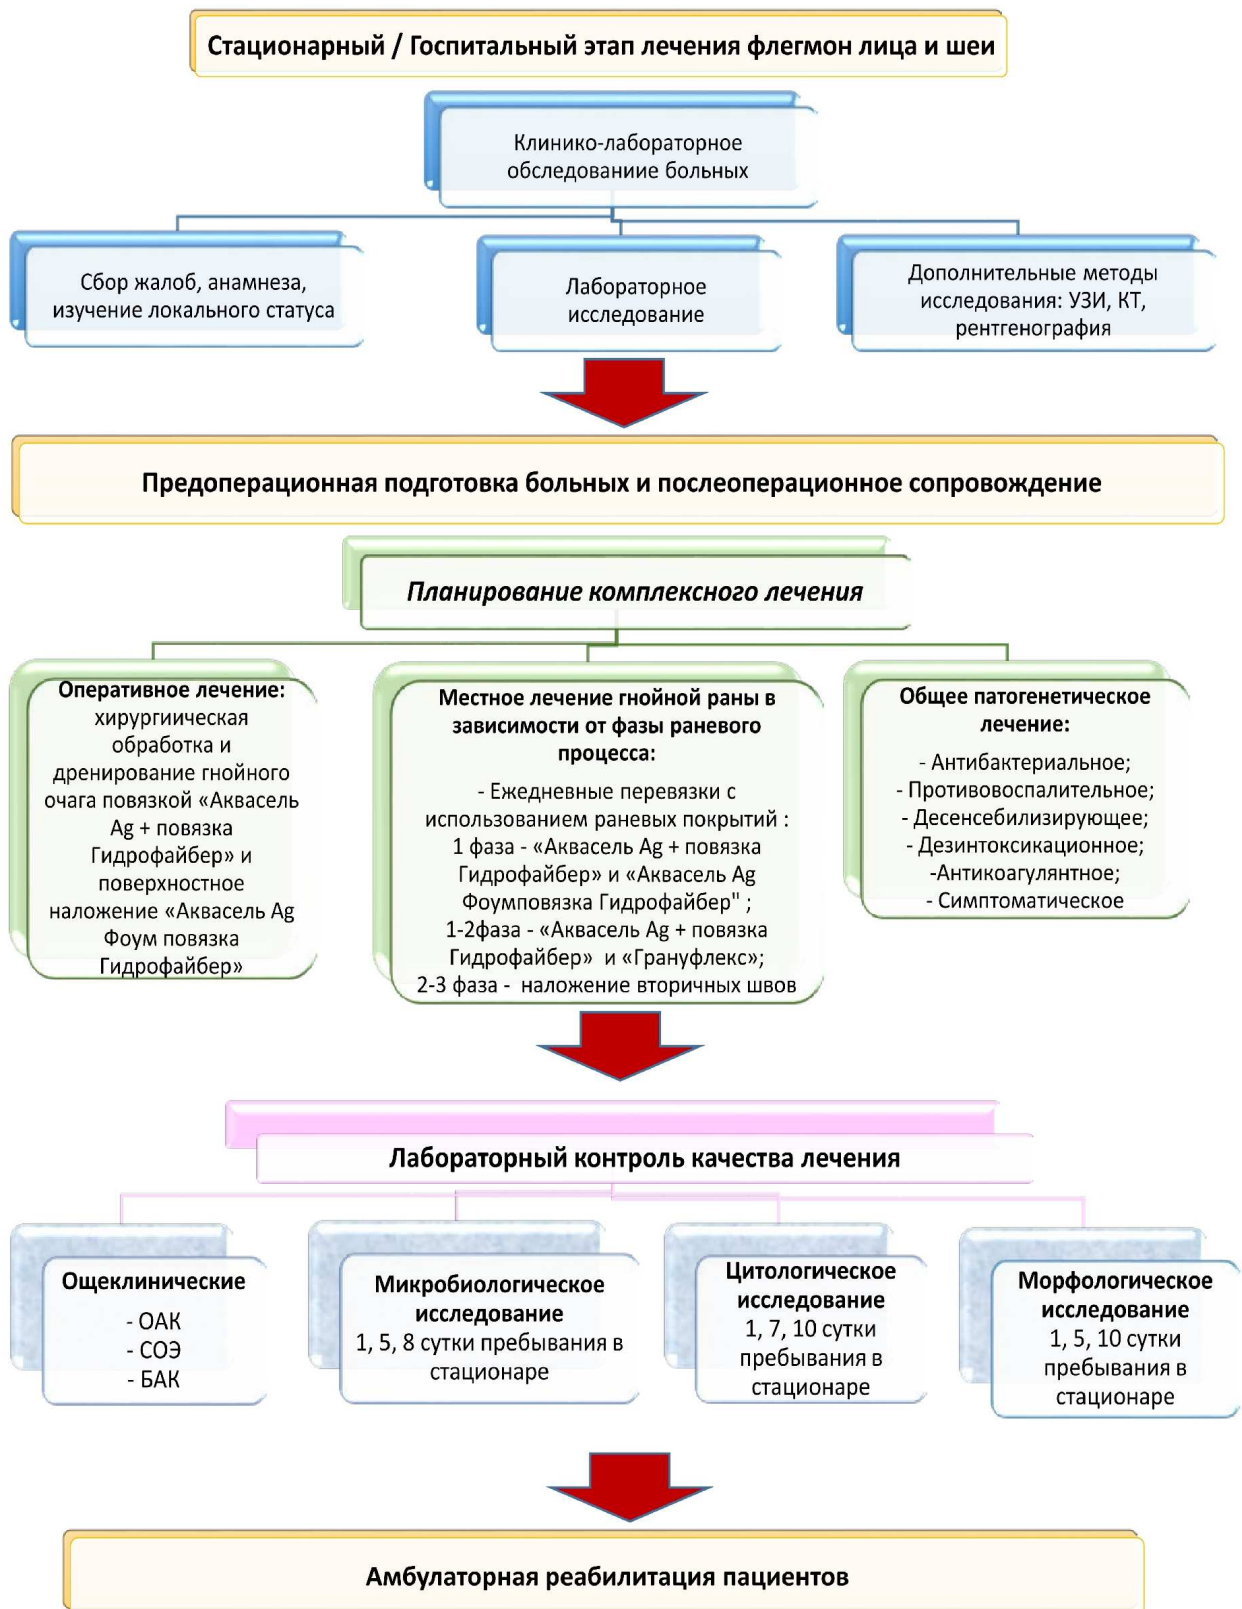 Стационарный / Госпитальный этап лечения флегмон лица и шеи
Клинико-лабораторное
обследованиие больных
Сбор жалоб, анамнеза,
изучение локального статуса
Лабораторное
исследование
Дополнительные методы
исследования: УЗИ, КТ,
рентгенография
Предоперационная подготовка больных и послеоперационное сопровождение
Планирование комплексного лечения
Оперативное лечение:
хирургиическая
обработка и
дренирование гнойного
очага повязкой «Аквасель
Ag + повязка
Гидрофайбер» и
поверхностное
наложение «Аквасель Ag
Фоум повязка
Гидрофайбер»
Местное лечение гнойной раны в
зависимости от фазы раневого
процесса:
- Ежедневные перевязки с
использованием раневых покрытий :
1 фаза - «Аквасель Ag + повязка
Гидрофайбер» и «Аквасель Ag
Фоумповязка Гидрофайбер" ;
1-2фаза - «Аквасель Ag + повязка
Гидрофайбер» и «Грануфлекс»;
2-3 фаза - наложение вторичных швов
Общее патогенетическое
лечение:
- Антибактериальное;
- Противовоспалительное;
- Десенсебилизирующее;
- Дезинтоксикационное;
-Антикоагулянтное;
- Симптоматическое
Лабораторный контроль качества лечения
Ощеклинические
- ОАК
- СОЭ
- БАК
Микробиологическое
исследование
1, 5, 8 сутки пребывания в
стационаре
Цитологическое
исследование
1, 7, 10 сутки
пребывания в
стационаре
Морфологическое
исследование
1, 5, 10 сутки
пребывания в
стационаре
Амбулаторная реабилитация пациентов